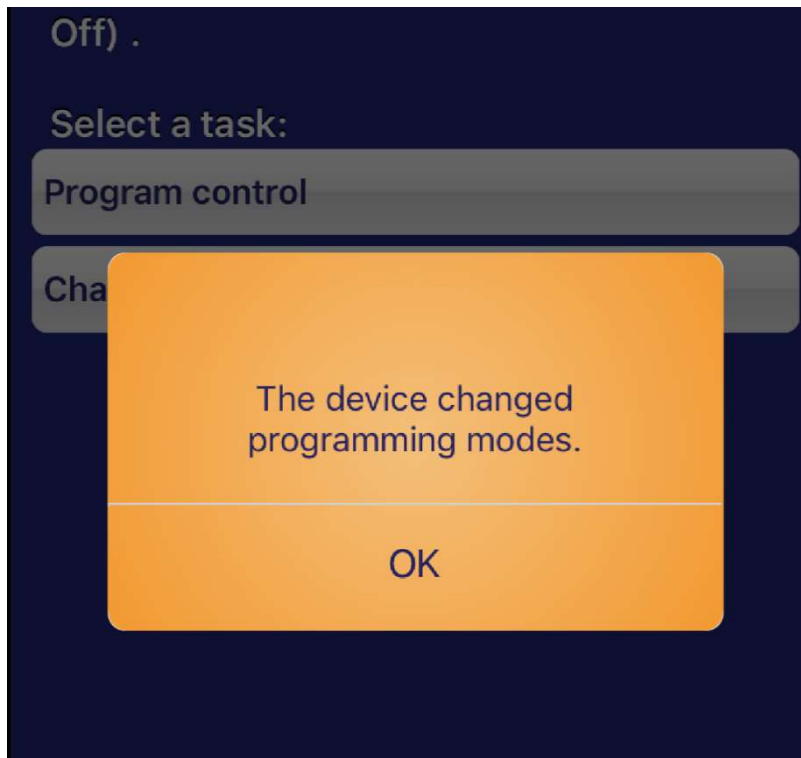 Off) .
Select a task:
Program control
Cha
The device changed
programming modes.
OK